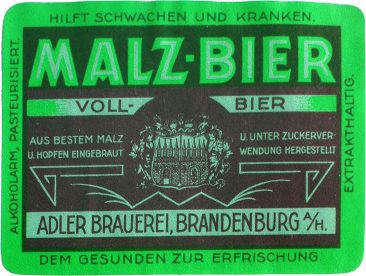 HILFT SCHWACHEN UND KRANKEN.
ALKOHOLARM, PASTEURISIERT.
MALZ-BIER
VOLL- BIER
AUS BESTEM MALZ
U. HOPFEN EINGEBRAUT
U. UNTER ZUCKERVER-
WENDUNG HERGESTELLT
EXTRAKTHALTIG.
ADLER BRAUEREI, BRANDENBURG A/H.
DEM GESUNDEN ZUR ERFRISCHUNG.